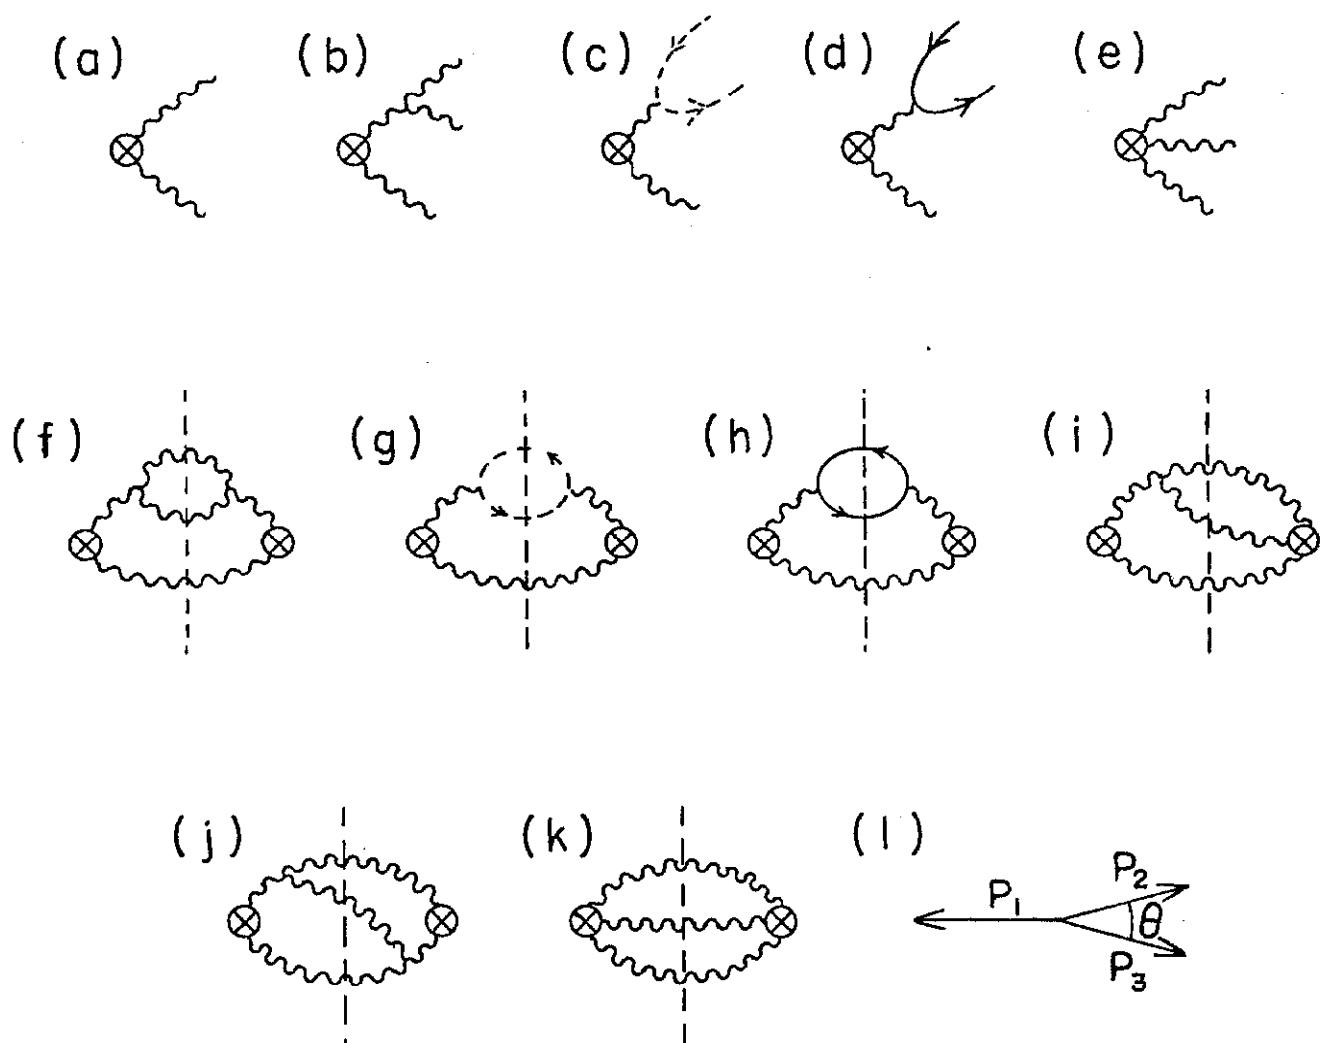 (a) (b) (c) (d) (e)
(f) (g) (h) (i)
(j) (k) (l)
P₁ P₂ θ P₃